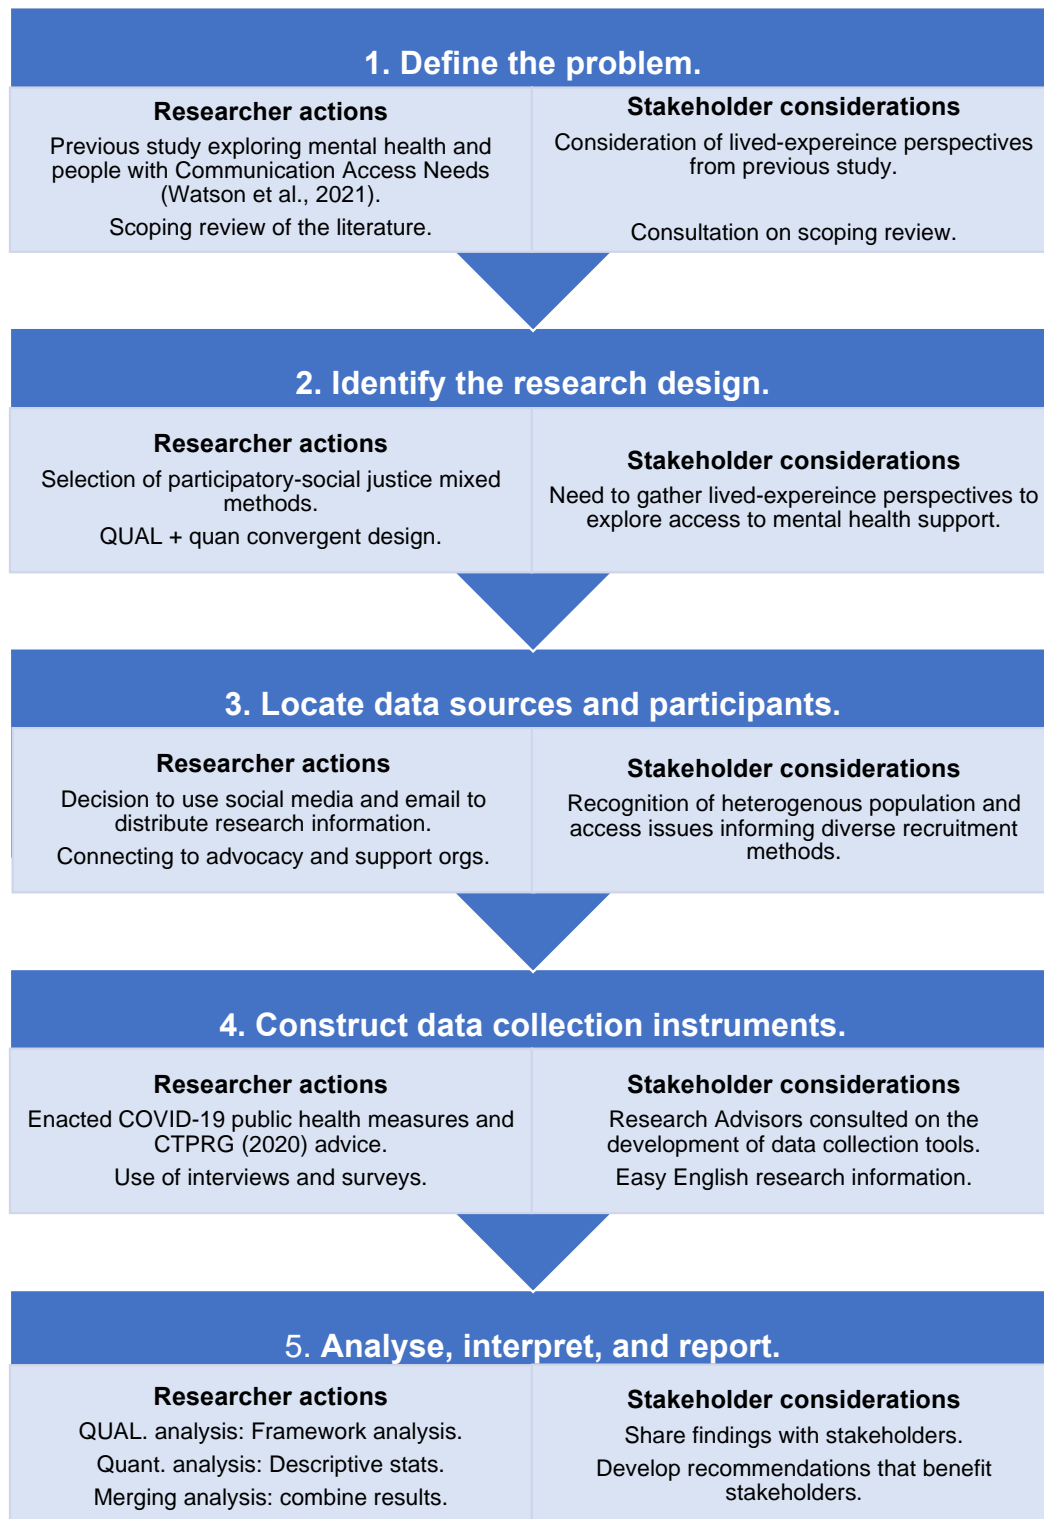 1. Define the problem.
Researcher actions
Previous study exploring mental health and
people with Communication Access Needs
(Watson et al., 2021).
Scoping review of the literature.
Stakeholder considerations
Consideration of lived-expereince perspectives
from previous study.
Consultation on scoping review.
2. Identify the research design.
Researcher actions
Selection of participatory-social justice mixed
methods.
QUAL + quan convergent design.
Stakeholder considerations
Need to gather lived-expereince perspectives to
explore access to mental health support.
3. Locate data sources and participants.
Researcher actions
Decision to use social media and email to
distribute research information.
Connecting to advocacy and support orgs.
Stakeholder considerations
Recognition of heterogenous population and
access issues informing diverse recruitment
methods.
4. Construct data collection instruments.
Researcher actions
Enacted COVID-19 public health measures and
CTPRG (2020) advice.
Use of interviews and surveys.
Stakeholder considerations
Research Advisors consulted on the
development of data collection tools.
Easy English research information.
5. Analyse, interpret, and report.
Researcher actions
QUAL. analysis: Framework analysis.
Quant. analysis: Descriptive stats.
Merging analysis: combine results.
Stakeholder considerations
Share findings with stakeholders.
Develop recommendations that benefit
stakeholders.